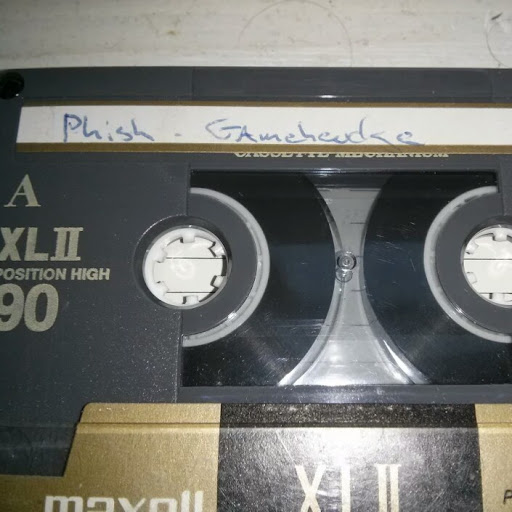 Phish - Gamehendge
A
XLII
POSITION HIGH
90
maxell
XLII
P